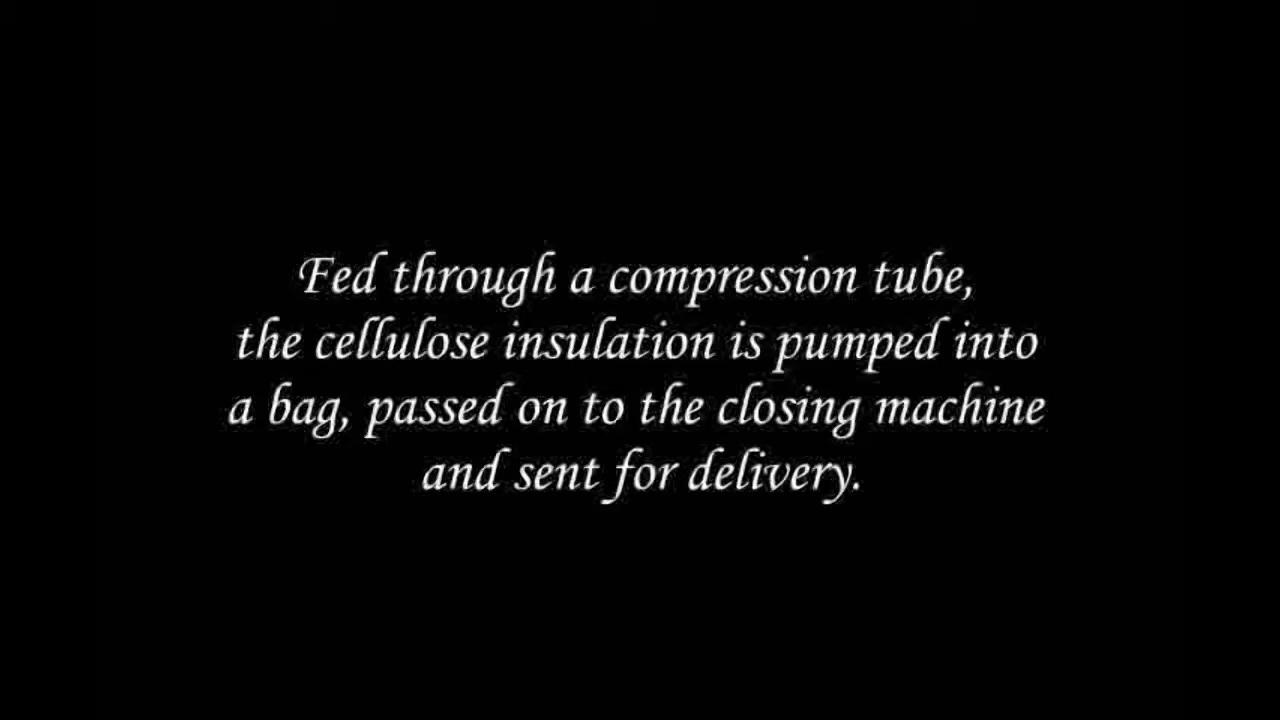 Fed through a compression tube,
the cellulose insulation is pumped into
a bag, passed on to the closing machine
and sent for delivery.